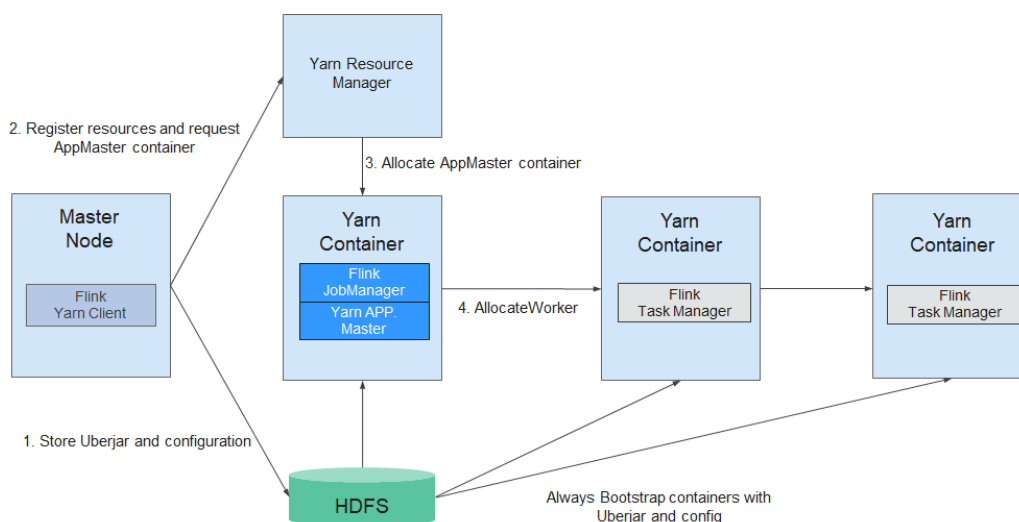 Yarn Resource
Manager
2. Register resources and request
AppMaster container
3. Allocate AppMaster container
Master
Node
Flink
Yarn Client
Yarn
Container
Flink
JobManager
Yarn APP.
Master
4. AllocateWorker
Yarn
Container
Flink
Task Manager
Yarn
Container
Flink
Task Manager
1. Store Uberjar and configuration
HDFS
Always Bootstrap containers with
Uberjar and config